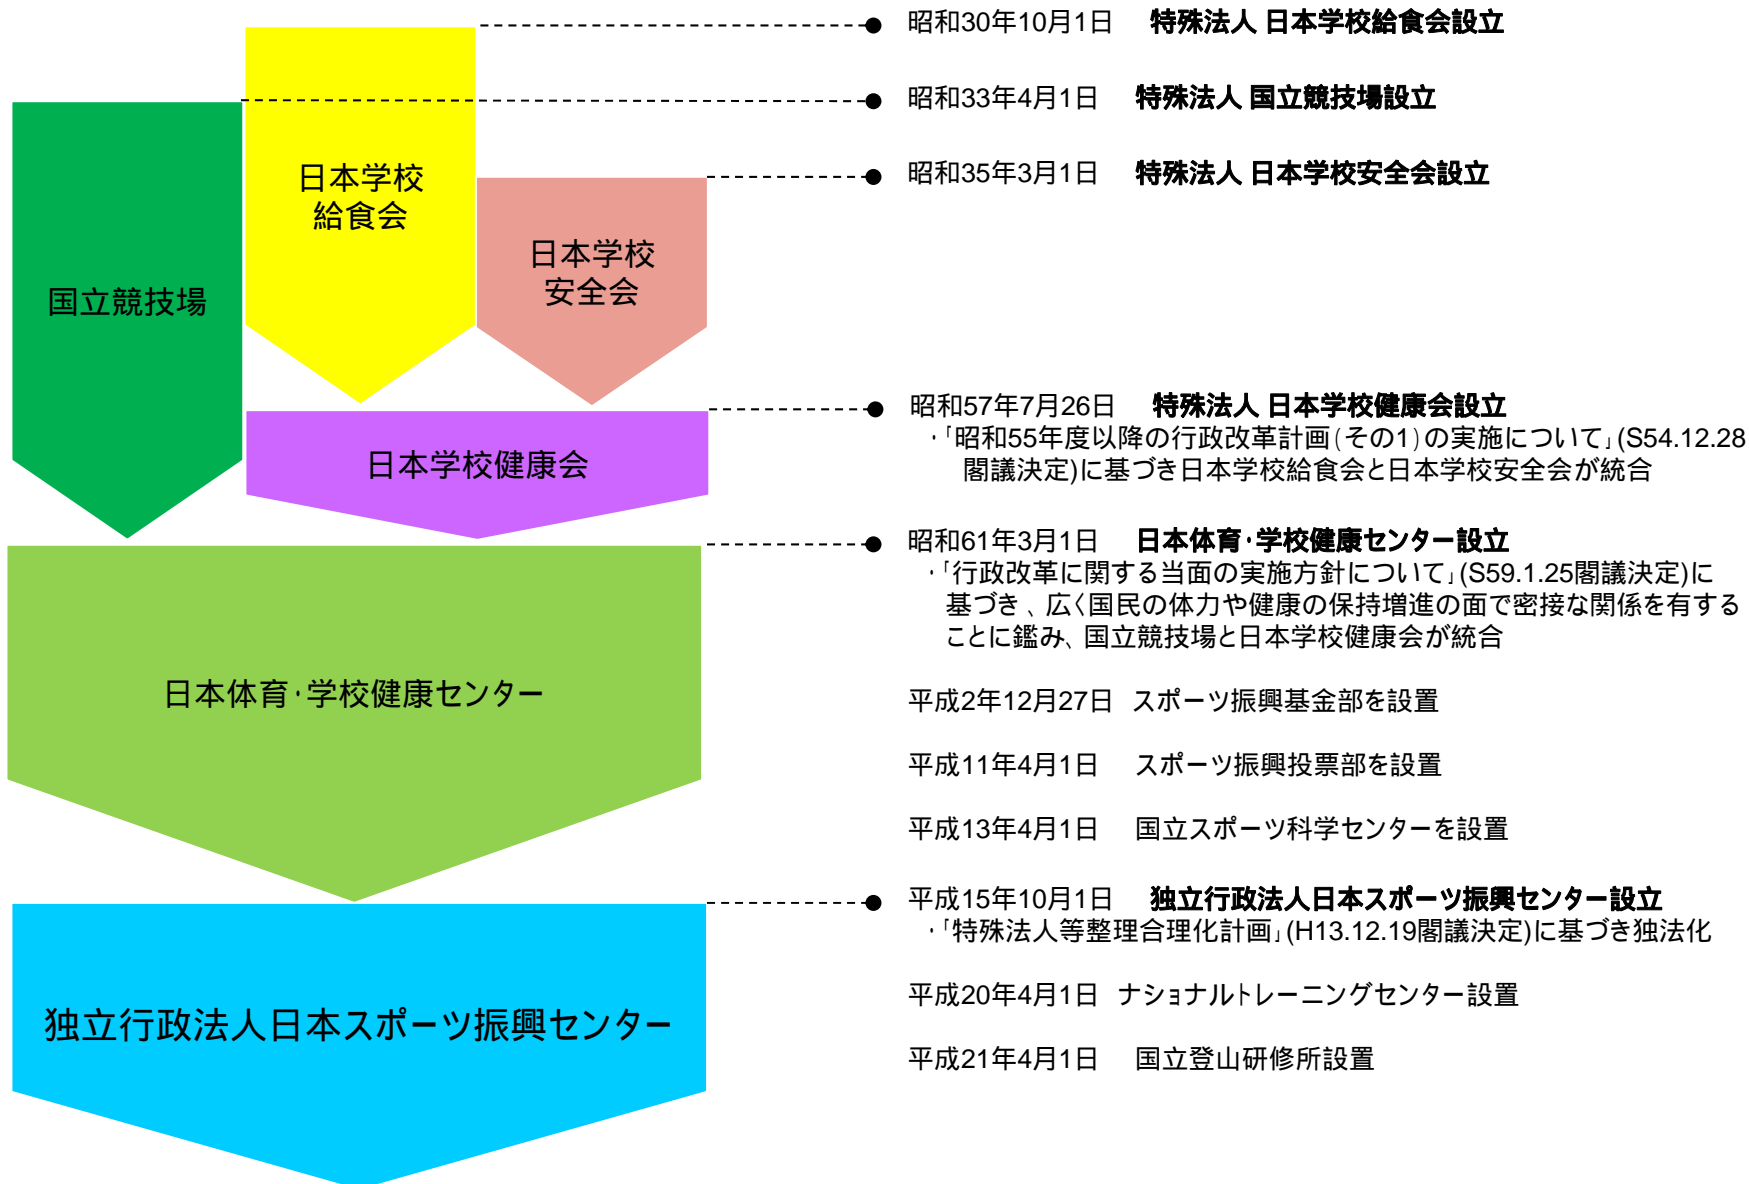 昭和30年10月1日 特殊法人 日本学校給食会設立
昭和33年4月1日 特殊法人 国立競技場設立
昭和35年3月1日 特殊法人 日本学校安全会設立
日本学校
給食会
日本学校
安全会
国立競技場
昭和57年7月26日 特殊法人 日本学校健康会設立
・「昭和55年度以降の行政改革計画(その1)の実施について」(S54.12.28
閣議決定)に基づき日本学校給食会と日本学校安全会が統合
日本学校健康会
昭和61年3月1日 日本体育・学校健康センター設立
・「行政改革に関する当面の実施方針について」(S59.1.25閣議決定)に
基づき、広く国民の体力や健康の保持増進の面で密接な関係を有する
ことに鑑み、国立競技場と日本学校健康会が統合
日本体育・学校健康センター
平成2年12月27日 スポーツ振興基金部を設置
平成11年4月1日 スポーツ振興投票部を設置
平成13年4月1日 国立スポーツ科学センターを設置
平成15年10月1日 独立行政法人日本スポーツ振興センター設立
・「特殊法人等整理合理化計画」(H13.12.19閣議決定)に基づき独法化
平成20年4月1日 ナショナルトレーニングセンター設置
独立行政法人日本スポーツ振興センター
平成21年4月1日 国立登山研修所設置